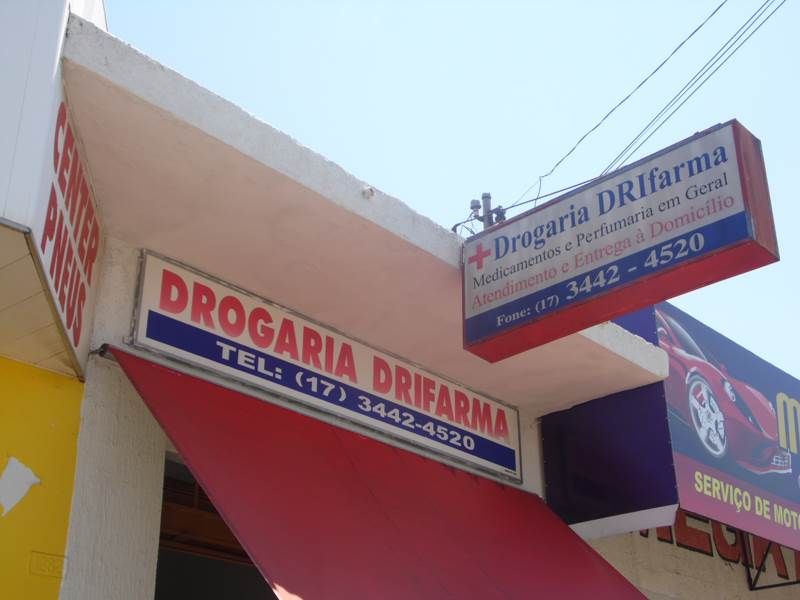 CENTER
PNEUS
DROGARIA DRIFARMA
TEL: (17) 3442-4520
Drogaria DRIfarma
Medicamentos e Perfumaria em Geral
Atendimento e Entrega à Domicílio
Fone: (17) 3442 - 4520
SERVIÇO DE MOTO